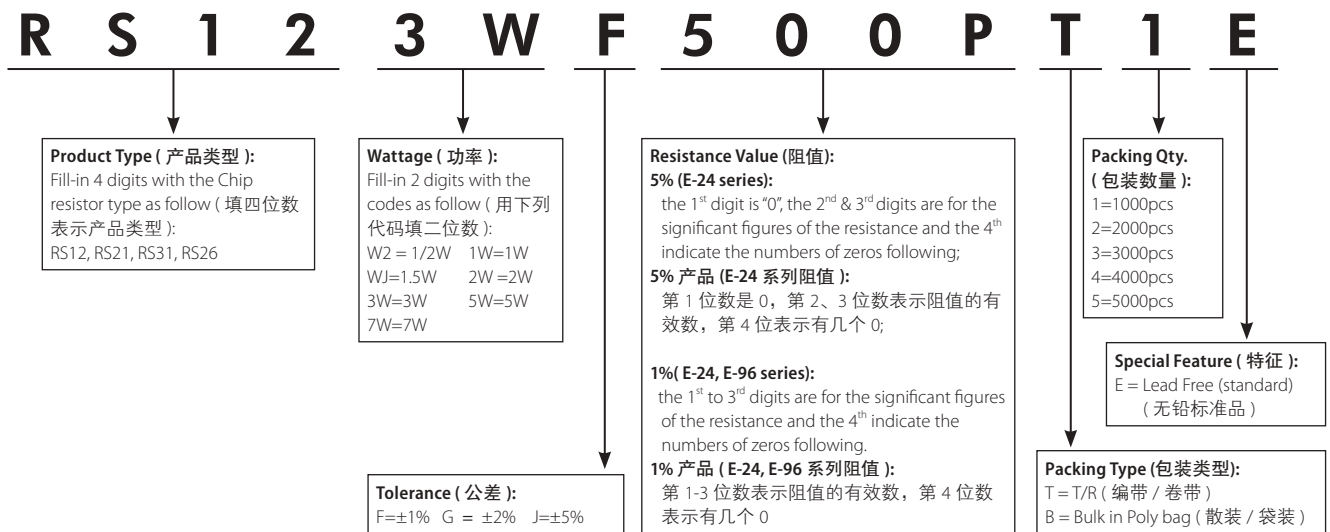 R S 1 2 3 W F 5 0 0 P T 1 E
Product Type ( 产品类型 ):
Fill-in 4 digits with the Chip
resistor type as follow ( 填四位数
表示产品类型 ):
RS12, RS21, RS31, RS26
Wattage ( 功率 ):
Fill-in 2 digits with the
codes as follow ( 用下列
代码填二位数 ):
W2 = 1/2W 1W=1W
WJ=1.5W 2W =2W
3W=3W 5W=5W
7W=7W
Tolerance ( 公差 ):
F=±1% G = ±2% J=±5%
Resistance Value (阻值):
5% (E-24 series):
the 1st digit is “0”, the 2nd & 3rd digits are for the
significant figures of the resistance and the 4th
indicate the numbers of zeros following;
5% 产品 (E-24 系列阻值 ):
第 1 位数是 0，第 2、3 位数表示阻值的有
效数，第 4 位表示有几个 0;
1%( E-24, E-96 series):
the 1st to 3rd digits are for the significant figures
of the resistance and the 4th indicate the
numbers of zeros following.
1% 产品 ( E-24, E-96 系列阻值 ):
第 1-3 位数表示阻值的有效数，第 4 位数
表示有几个 0
Packing Qty.
( 包装数量 ):
1=1000pcs
2=2000pcs
3=3000pcs
4=4000pcs
5=5000pcs
Special Feature ( 特征 ):
E = Lead Free (standard)
( 无铅标准品 )
Packing Type (包装类型):
T = T/R ( 编带 / 卷带 )
B = Bulk in Poly bag ( 散装 / 袋装 )